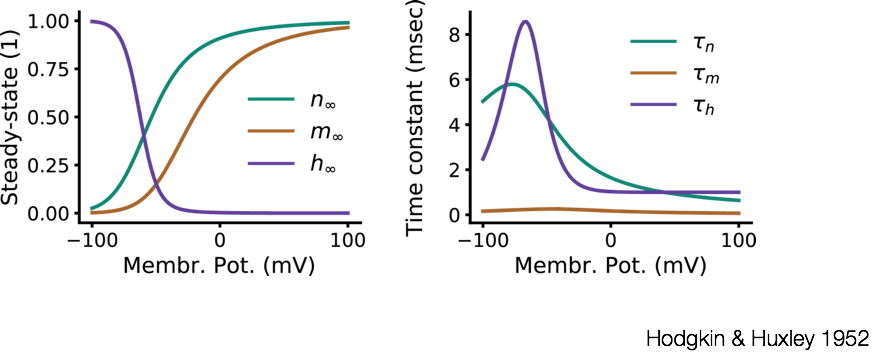 Steady-state (1)
1.00
0.75
0.50
0.25
0.00
−100
0
100
Membr. Pot. (mV)
n∞
m∞
h∞
Time constant (msec)
8
6
4
2
0
−100
0
100
Membr. Pot. (mV)
τn
τm
τh
Hodgkin & Huxley 1952